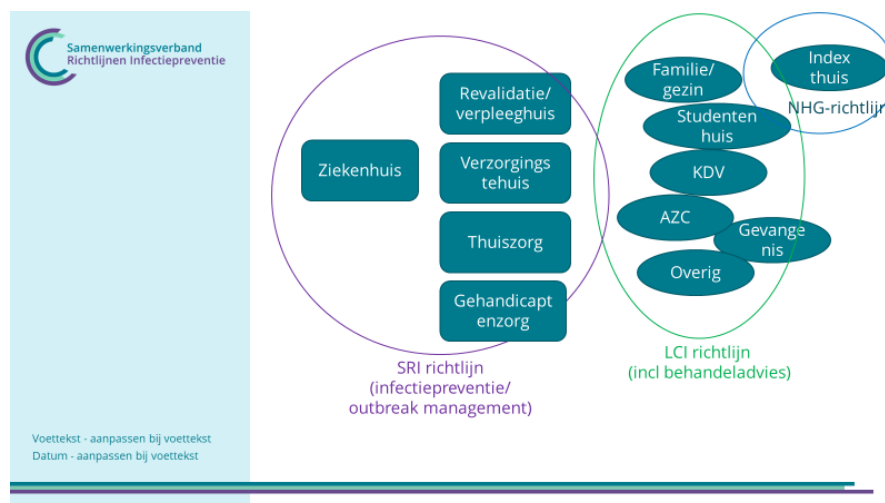 Samenwerkingsverband
Richtlijnen Infectiepreventie
Ziekenhuis
Revalidatie/
verpleeghuis
Verzorgings
tehuis
Thuiszorg
Gehandicapt
enzorg
SRI richtlijn
(infectiepreventie/
outbreak management)
Familie/
gezin
Studenten
huis
KDV
AZC
Gevange
nis
Overig
LCI richtlijn
(incl behandeladvies)
Index
thuis
NHG-richtlijn
Voettekst - aanpassen bij voettekst
Datum - aanpassen bij voettekst